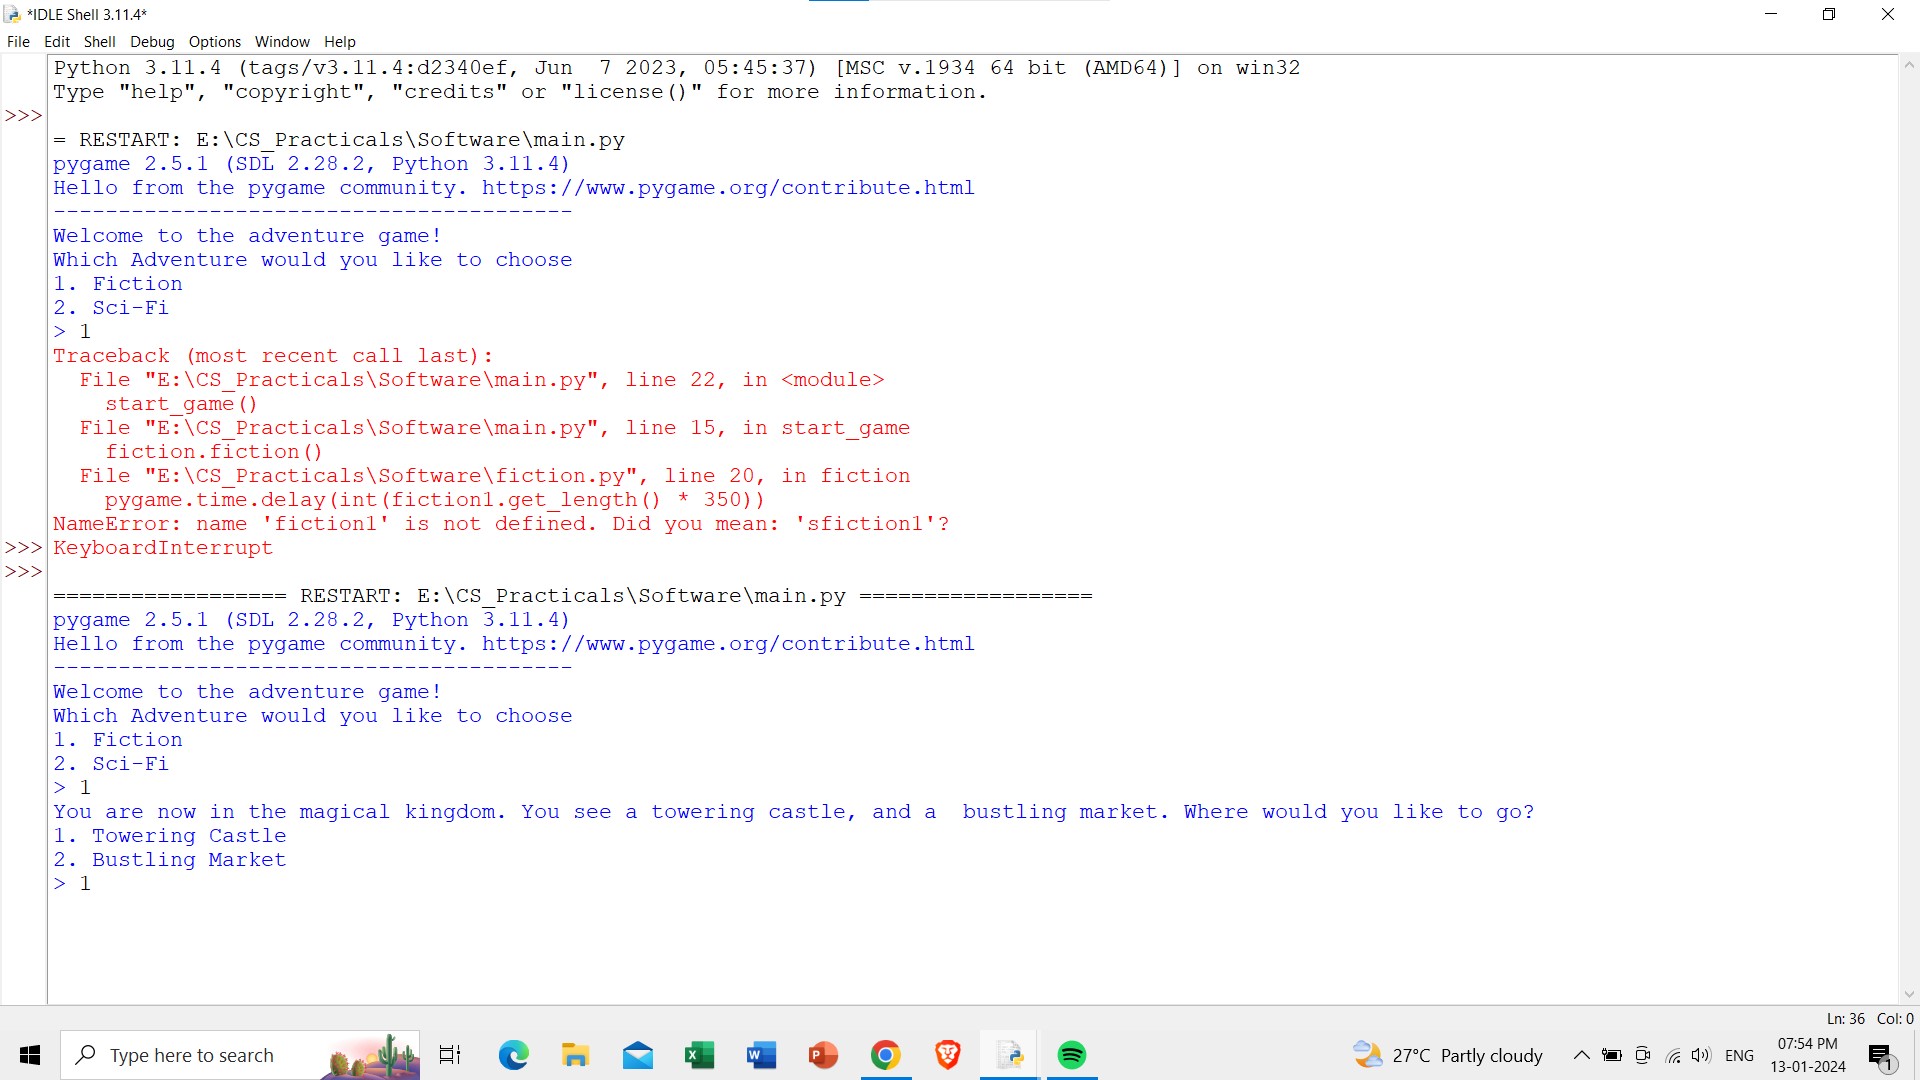 *IDLE Shell 3.11.4*
File Edit Shell Debug Options Window Help
Python 3.11.4 (tags/v3.11.4:d2340ef, Jun  7 2023, 05:45:37) [MSC v.1934 64 bit (AMD64)] on win32
Type "help", "copyright", "credits" or "license()" for more information.
>>>
= RESTART: E:\CS_Practicals\Software\main.py
pygame 2.5.1 (SDL 2.28.2, Python 3.11.4)
Hello from the pygame community. https://www.pygame.org/contribute.html
----------------------------------------
Welcome to the adventure game!
Which Adventure would you like to choose
1. Fiction
2. Sci-Fi
> 1
Traceback (most recent call last):
  File "E:\CS_Practicals\Software\main.py", line 22, in <module>
    start_game()
  File "E:\CS_Practicals\Software\main.py", line 15, in start_game
    fiction.fiction()
  File "E:\CS_Practicals\Software\fiction.py", line 20, in fiction
    pygame.time.delay(int(fiction1.get_length() * 350))
NameError: name 'fiction1' is not defined. Did you mean: 'sfiction1'?
>>> KeyboardInterrupt
>>>
================== RESTART: E:\CS_Practicals\Software\main.py ==================
pygame 2.5.1 (SDL 2.28.2, Python 3.11.4)
Hello from the pygame community. https://www.pygame.org/contribute.html
----------------------------------------
Welcome to the adventure game!
Which Adventure would you like to choose
1. Fiction
2. Sci-Fi
> 1
You are now in the magical kingdom. You see a towering castle, and a  bustling market. Where would you like to go?
1. Towering Castle
2. Bustling Market
> 1
Ln: 36 Col: 0
Type here to search
27°C Partly cloudy
ENG
07:54 PM
13-01-2024
1